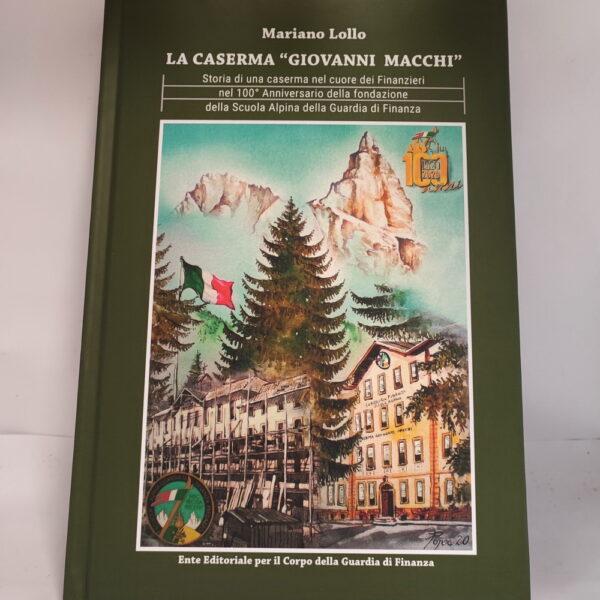 Mariano Lollo
LA CASERMA “GIOVANNI MACCHI”
Storia di una caserma nel cuore dei Finanzieri
nel 100° Anniversario della fondazione
della Scuola Alpina della Guardia di Finanza
100
Ente Editoriale per il Corpo della Guardia di Finanza